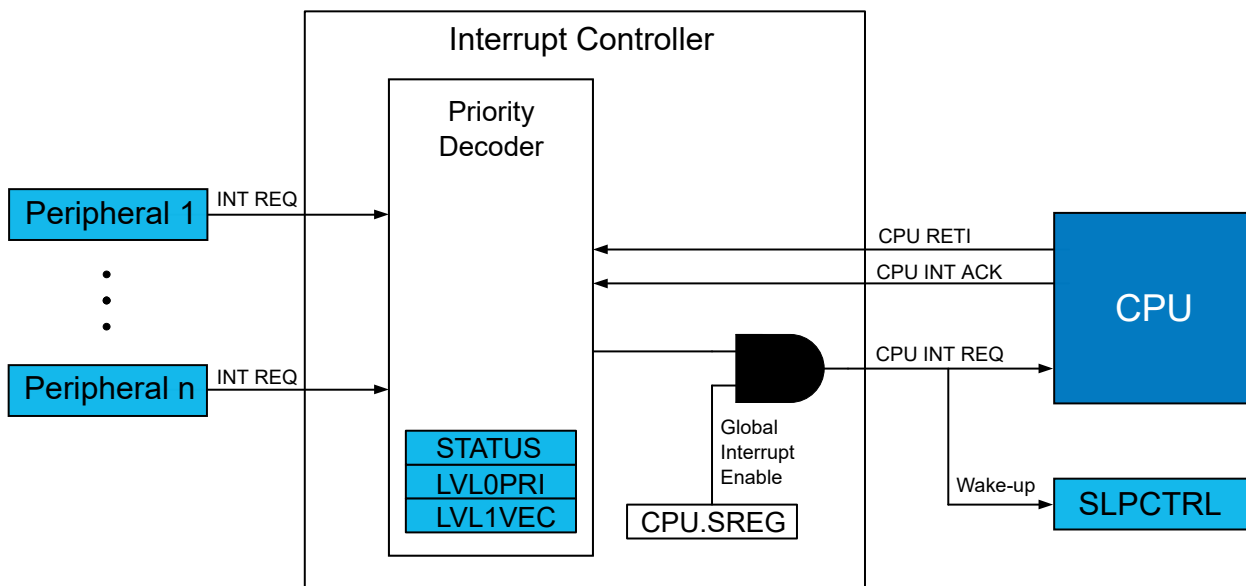 Interrupt Controller
Priority
Decoder
Peripheral 1
INT REQ
Peripheral n
INT REQ
STATUS
LVL0PRI
LVL1VEC
CPU RETI
CPU INT ACK
CPU INT REQ
CPU
Global
Interrupt
Enable
CPU.SREG
Wake-up
SLPCTRL